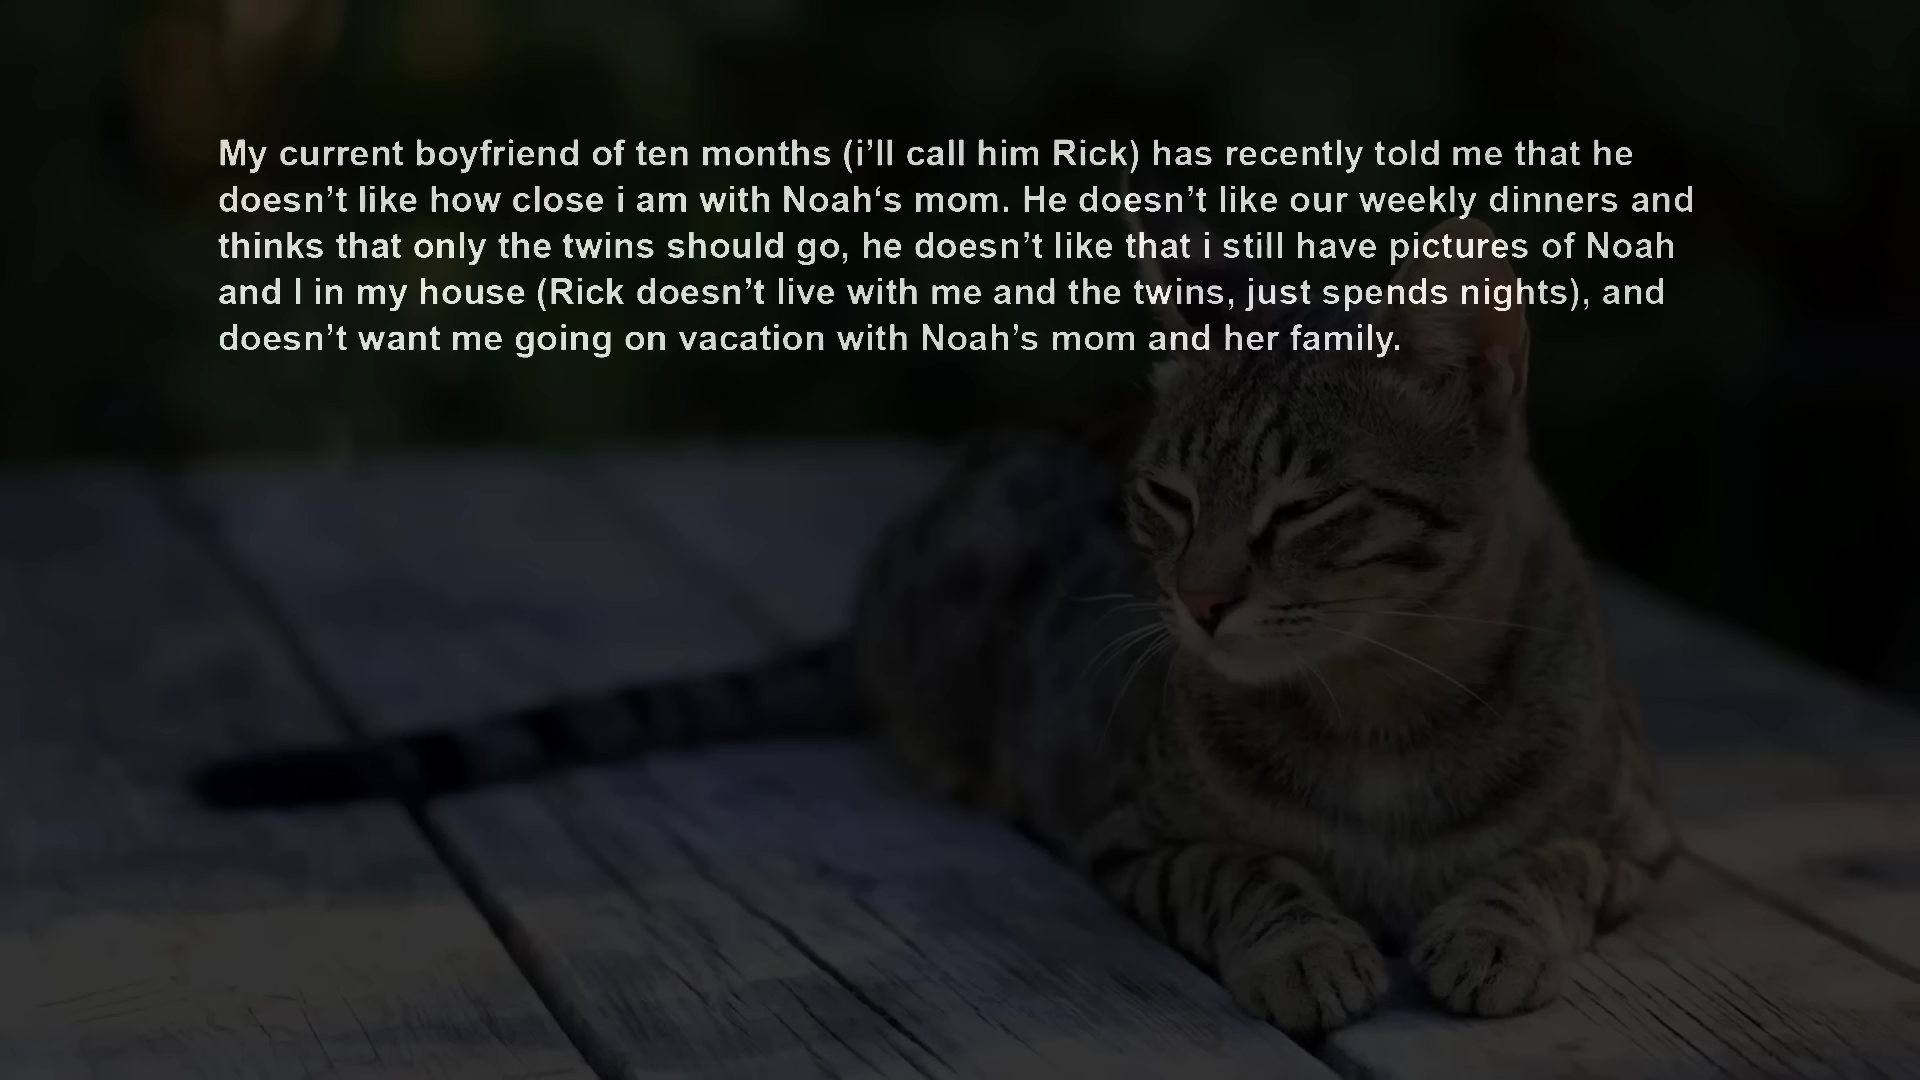 My current boyfriend of ten months (i’ll call him Rick) has recently told me that he
doesn’t like how close i am with Noah‘s mom. He doesn’t like our weekly dinners and
thinks that only the twins should go, he doesn’t like that i still have pictures of Noah
and I in my house (Rick doesn’t live with me and the twins, just spends nights), and
doesn’t want me going on vacation with Noah’s mom and her family.